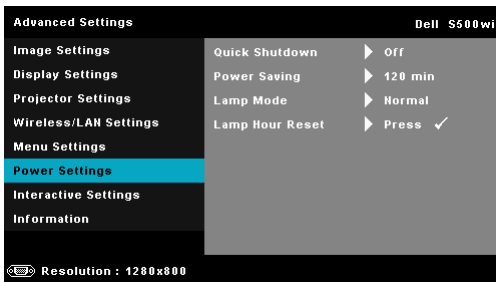 Advanced Settings Dell S500wi
Image Settings
Display Settings
Projector Settings
Wireless/LAN Settings
Menu Settings
Power Settings
Interactive Settings
Information
Quick Shutdown Off
Power Saving 120 min
Lamp Mode Normal
Lamp Hour Reset Press ✓
Resolution : 1280x800